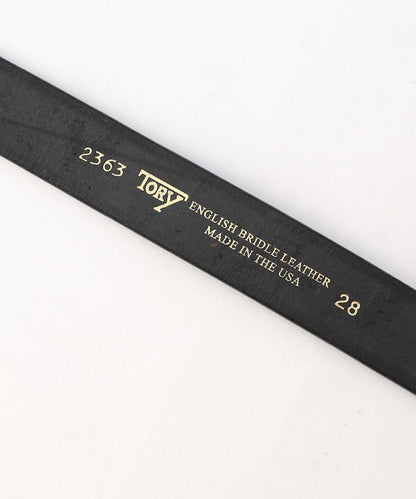 2363
TORY
ENGLISH BRIDLE LEATHER
MADE IN THE USA
28